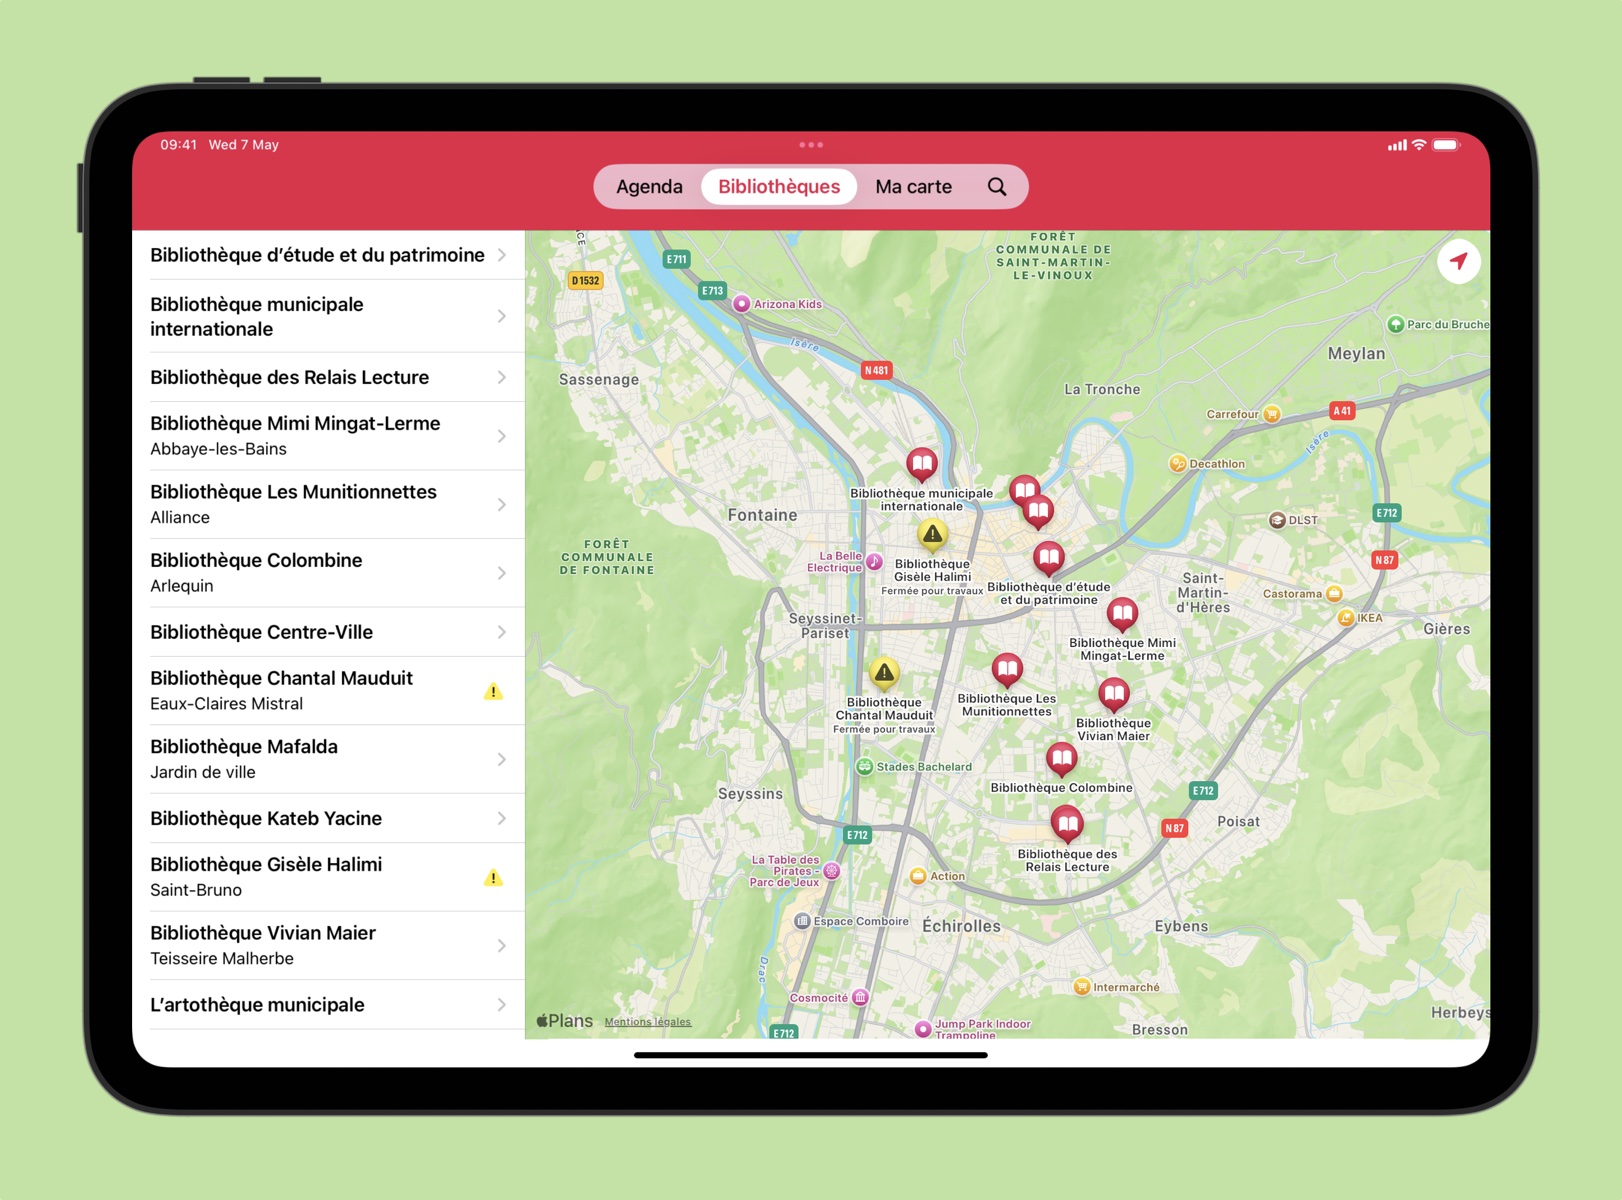 09:41 Wed 7 May
Agenda
Bibliothèques
Ma carte
Bibliothèque d’étude et du patrimoine
Bibliothèque municipale
internationale
Bibliothèque des Relais Lecture
Bibliothèque Mimi Mingat-Lerme
Abbaye-les-Bains
Bibliothèque Les Munitionnettes
Alliance
Bibliothèque Colombine
Arlequin
Bibliothèque Centre-Ville
Bibliothèque Chantal Mauduit
Eaux-Claires Mistral
Bibliothèque Mafalda
Jardin de ville
Bibliothèque Kateb Yacine
Bibliothèque Gisèle Halimi
Saint-Bruno
Bibliothèque Vivian Maier
Teisseire Malherbe
L’artothèque municipale
FORÊT
COMMUNALE DE
SAINT-MARTIN-
LE-VINOUX
E711
D1532
E713
Arizona Kids
Parc du Bruche
Isère
Meylan
N481
Sassenage
La Tronche
Carrefour
A41
Isère
Decathlon
Bibliothèque municipale
internationale
Fontaine
E712
DLST
FORÊT
COMMUNALE
DE FONTAINE
La Belle
Electrique
Bibliothèque
Gisèle Halimi
Fermée pour travaux
N87
Bibliothèque d’étude
et du patrimoine
Saint-
Martin-
d’Hères
Castorama
IKEA
Seyssinet-
Pariset
Gières
Bibliothèque Mimi
Mingat-Lerme
Bibliothèque
Chantal Mauduit
Fermée pour travaux
Bibliothèque Les
Munitionnettes
Bibliothèque
Vivian Maier
Stades Bachelard
Bibliothèque Colombine
Seyssins
E712
Poisat
N87
E712
Bibliothèque des
Relais Lecture
La Table des
Pirates -
Parc de Jeux
Action
Espace Comboire
Échirolles
Eybens
Drac
Intermarché
Cosmocité
Herbeys
Plans
Mentions légales
Jump Park Indoor
Trampoline
Bresson
E712